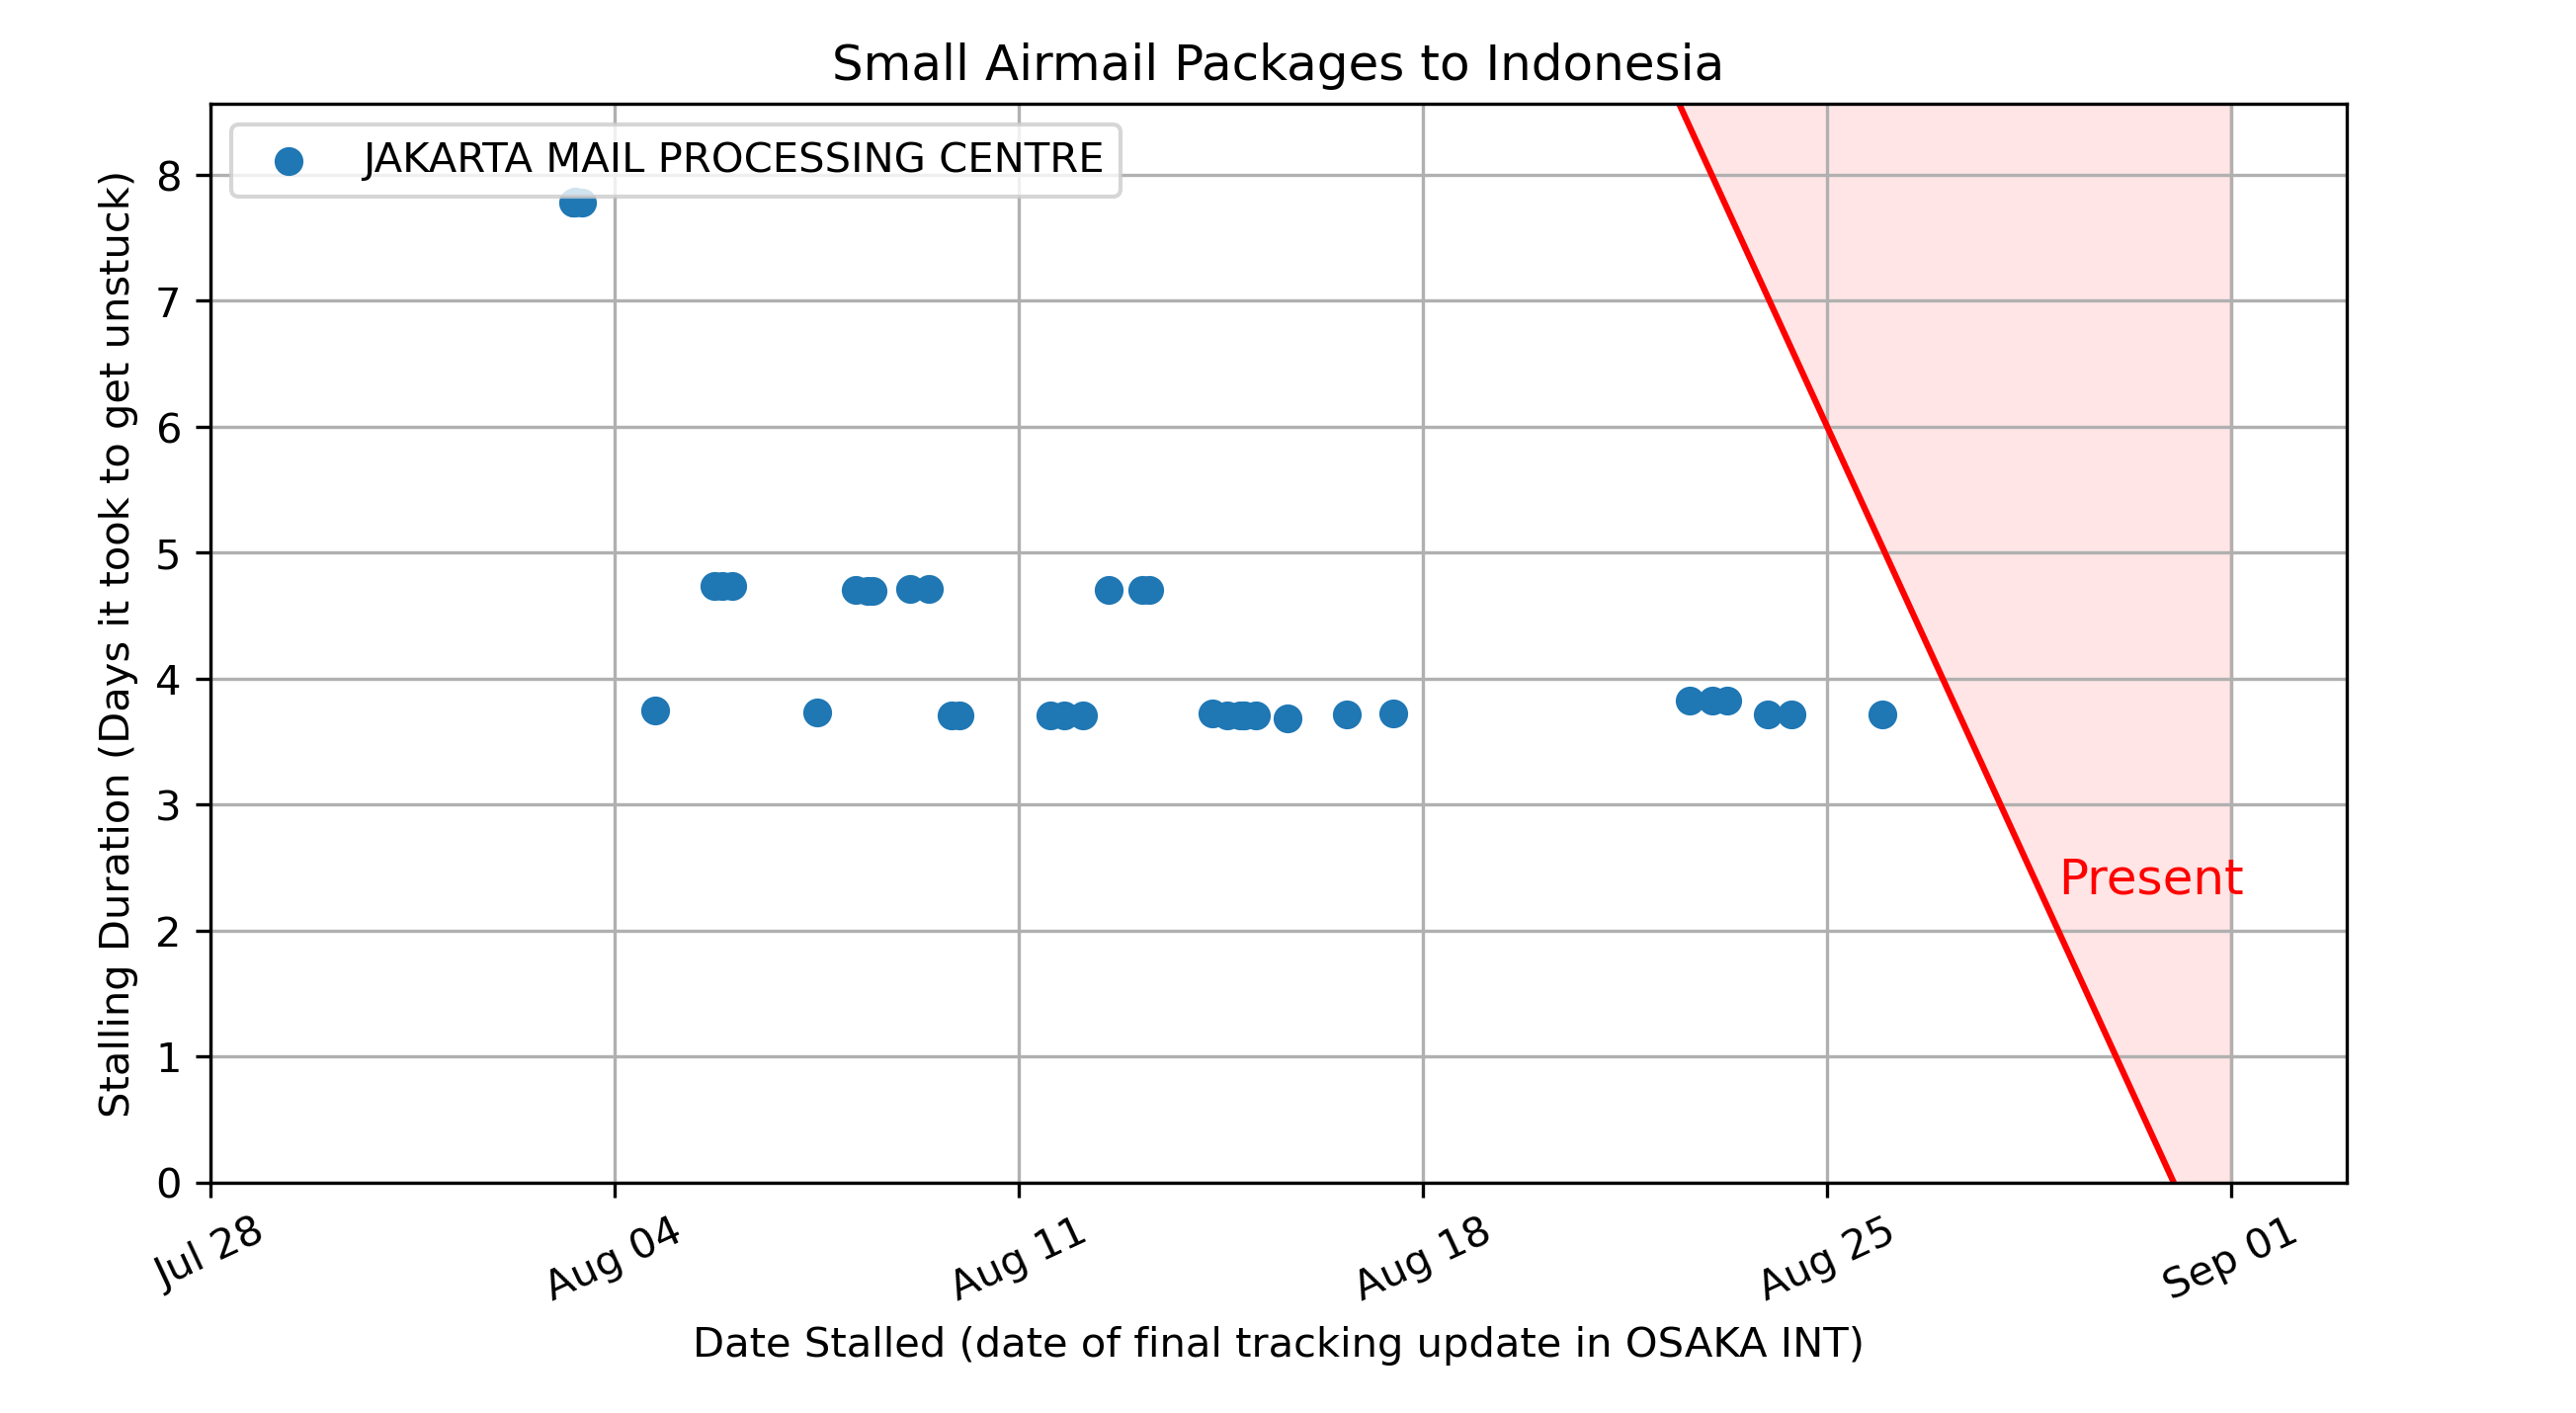 Small Airmail Packages to Indonesia
JAKARTA MAIL PROCESSING CENTRE
Stalling Duration (Days it took to get unstuck)
8
7
6
5
4
3
2
1
0
Present
Jul 28
Aug 04
Aug 11
Aug 18
Aug 25
Sep 01
Date Stalled (date of final tracking update in OSAKA INT)